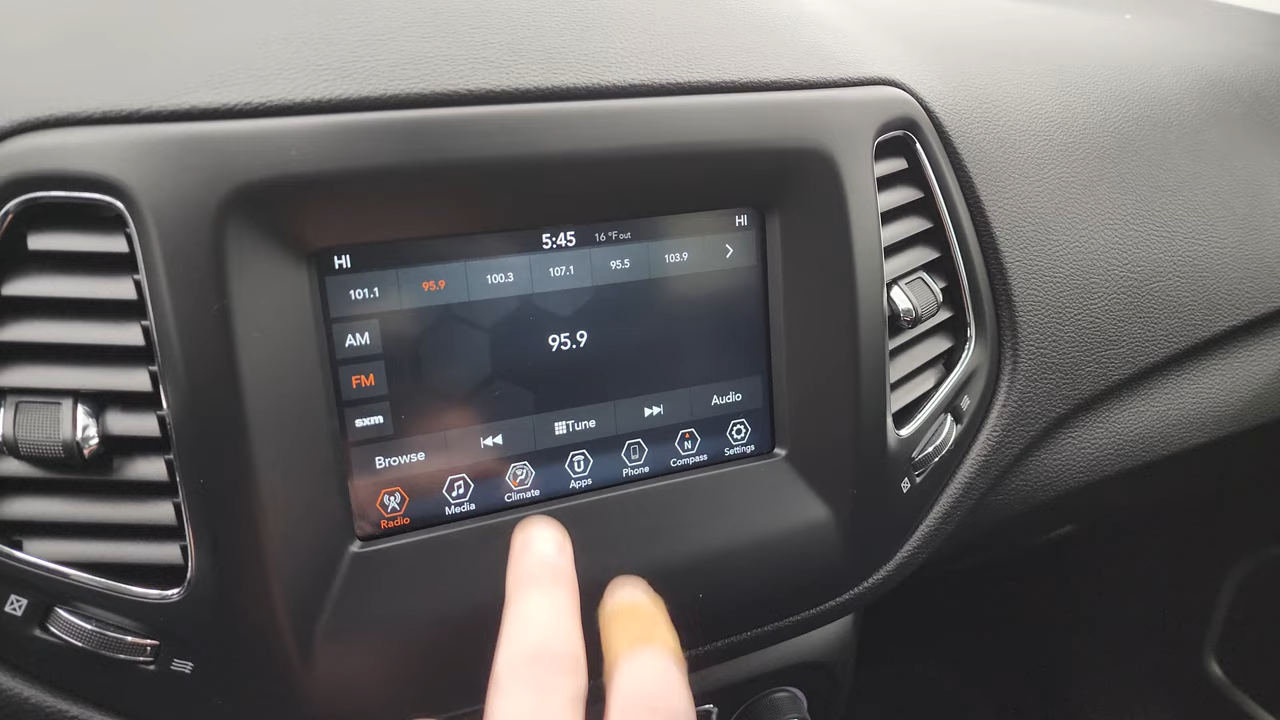 HI 5:45 16 °F out HI
101.1 95.9 100.3 107.1 95.5 103.9
AM
95.9
FM
sxm
Browse Tune Audio
Radio Media Climate Apps Phone Compass Settings
N